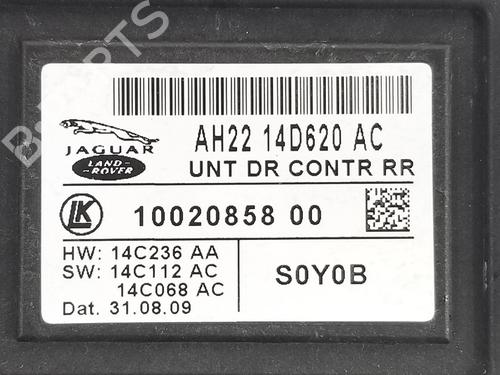 B-PARTS
JAGUAR
LAND-
-ROVER
AH22 14D620 AC
UNT DR CONTR RR
LK
10020858 00
HW: 14C236 AA
SW: 14C112 AC
14C068 AC
Dat. 31.08.09
S0Y0B